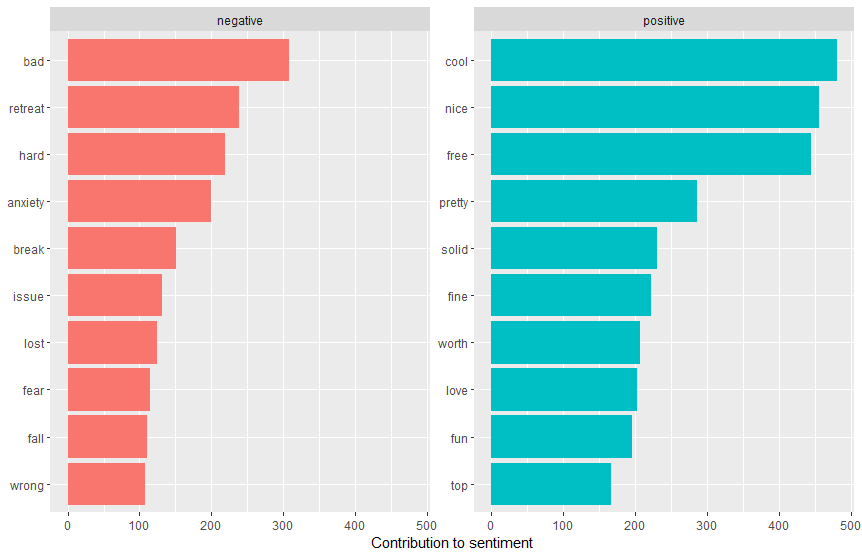 negative
bad
retreat
hard
anxiety
break
issue
lost
fear
fall
wrong
0 100 200 300 400 500
positive
cool
nice
free
pretty
solid
fine
worth
love
fun
top
0 100 200 300 400 500
Contribution to sentiment